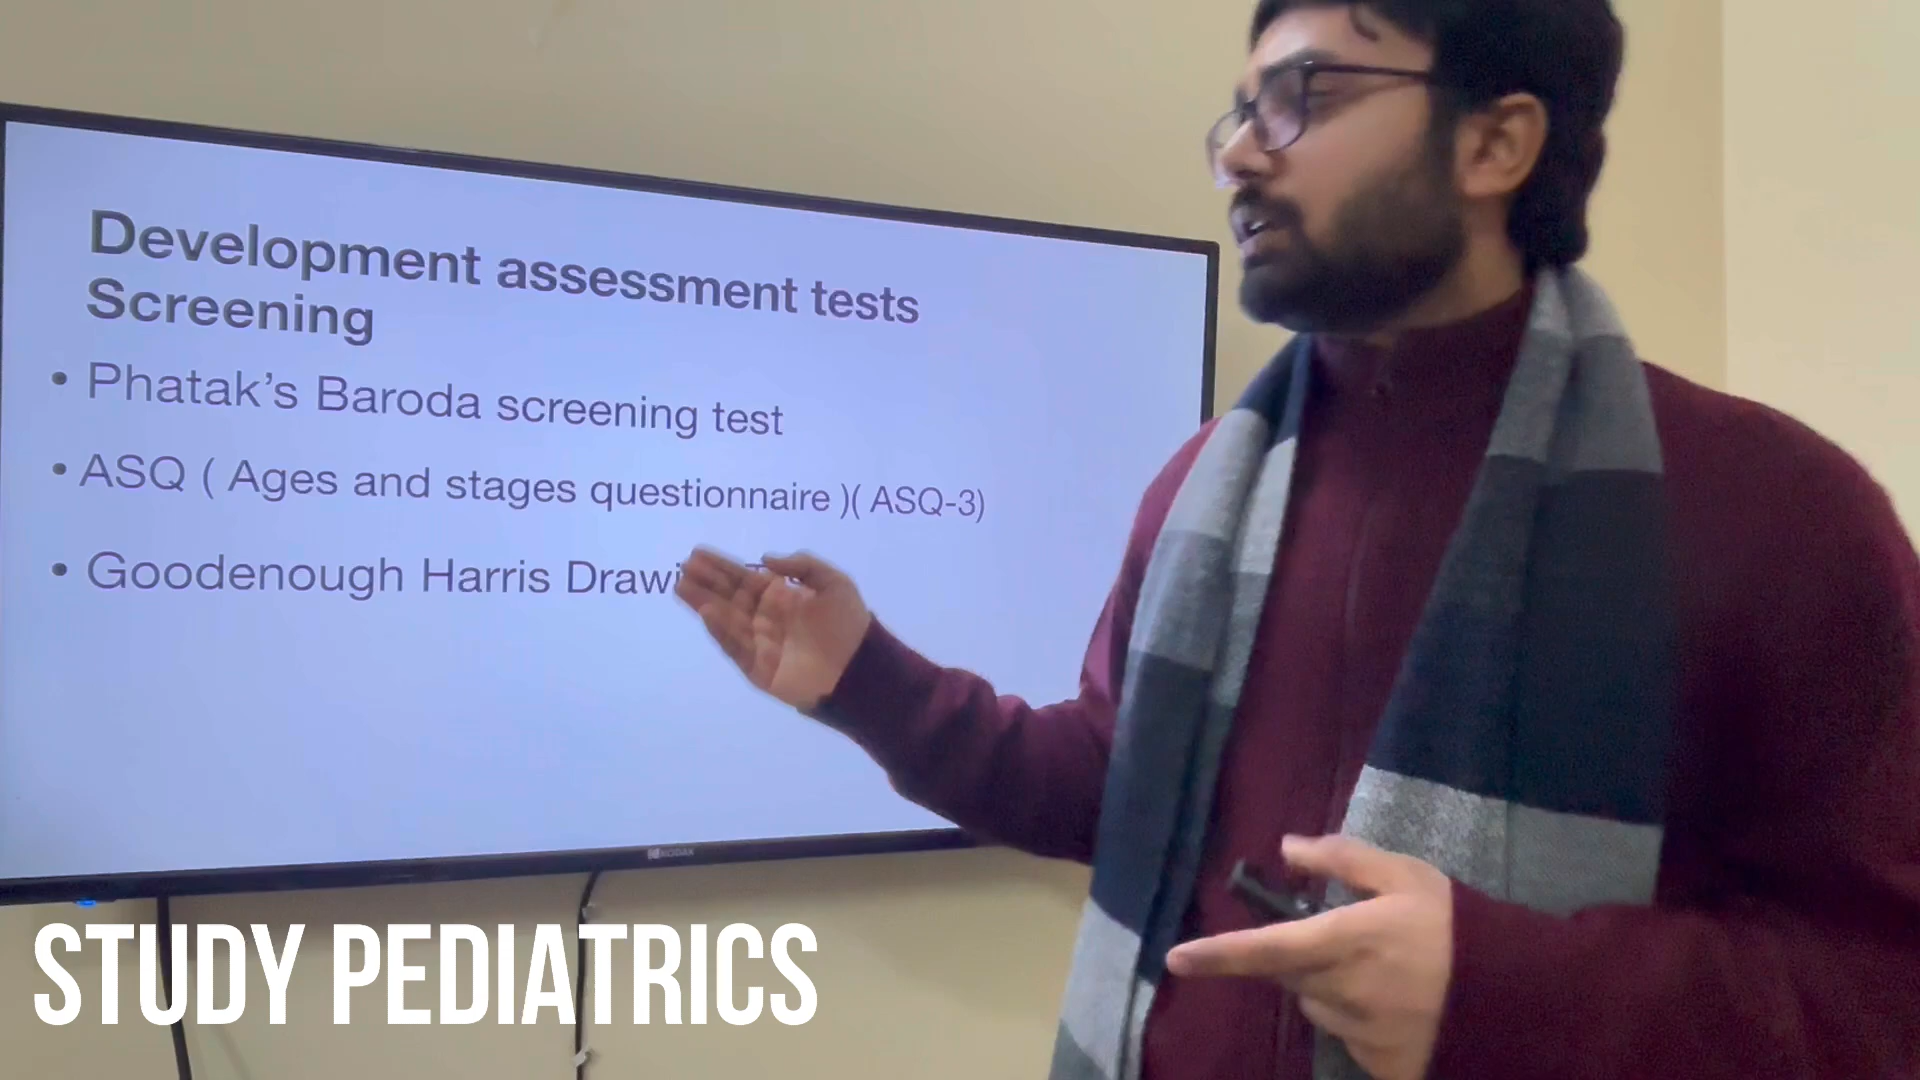 Development assessment tests
Screening
• Phatak's Baroda screening test
• ASQ ( Ages and stages questionnaire )( ASQ-3)
• Goodenough Harris
KODAK
STUDY PEDIATRICS